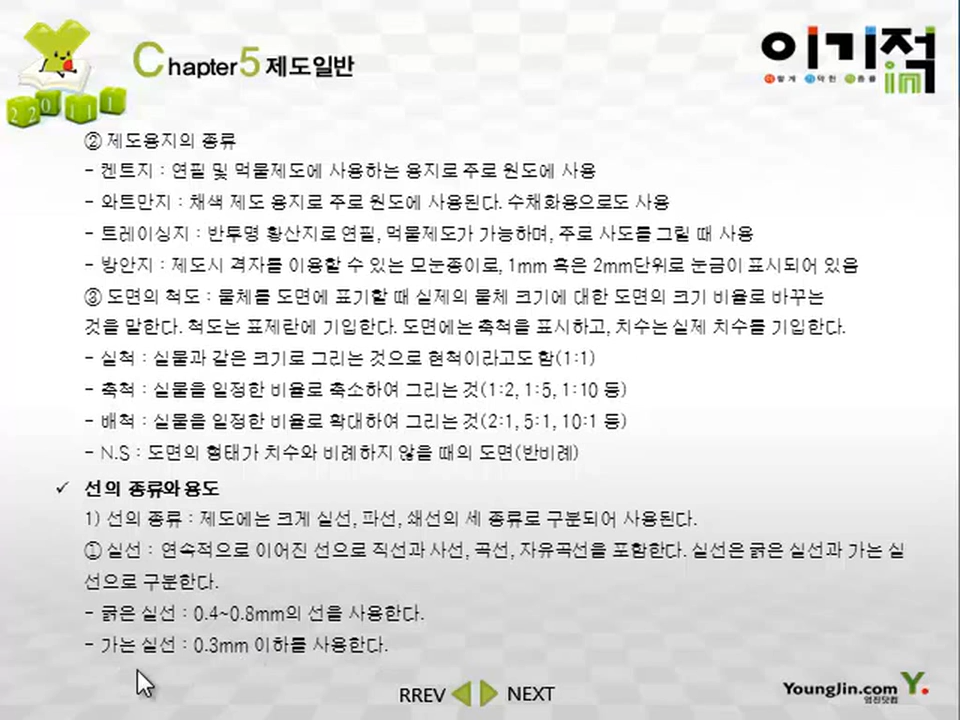 Chapter5 제도일반
이기적in
이렇게 기막힌 적중률
2011
② 제도용지의 종류
- 켄트지 : 연필 및 먹물제도에 사용하는 용지로 주로 원도에 사용
- 와트만지 : 채색 제도 용지로 주로 원도에 사용된다. 수채화용으로도 사용
- 트레이싱지 : 반투명 황산지로 연필, 먹물제도가 가능하며, 주로 사도를 그릴 때 사용
- 방안지 : 제도시 격자를 이용할 수 있는 모눈종이로, 1mm 혹은 2mm단위로 눈금이 표시되어 있음
③ 도면의 척도 : 물체를 도면에 표기할 때 실제의 물체 크기에 대한 도면의 크기 비율로 바꾸는
것을 말한다. 척도는 표제란에 기입한다. 도면에는 축척을 표시하고, 치수는 실제 치수를 기입한다.
- 실척 : 실물과 같은 크기로 그리는 것으로 현척이라고도 함(1:1)
- 축척 : 실물을 일정한 비율로 축소하여 그리는 것(1:2, 1:5, 1:10 등)
- 배척 : 실물을 일정한 비율로 확대하여 그리는 것(2:1, 5:1, 10:1 등)
- N.S : 도면의 형태가 치수와 비례하지 않을 때의 도면(반비례)
✓ 선의 종류와 용도
1) 선의 종류 : 제도에는 크게 실선, 파선, 쇄선의 세 종류로 구분되어 사용된다.
① 실선 : 연속적으로 이어진 선으로 직선과 사선, 곡선, 자유곡선을 포함한다. 실선은 굵은 실선과 가는 실
선으로 구분한다.
- 굵은 실선 : 0.4~0.8mm의 선을 사용한다.
- 가는 실선 : 0.3mm 이하를 사용한다.
RREV NEXT
YoungJin.com Y.
영진닷컴